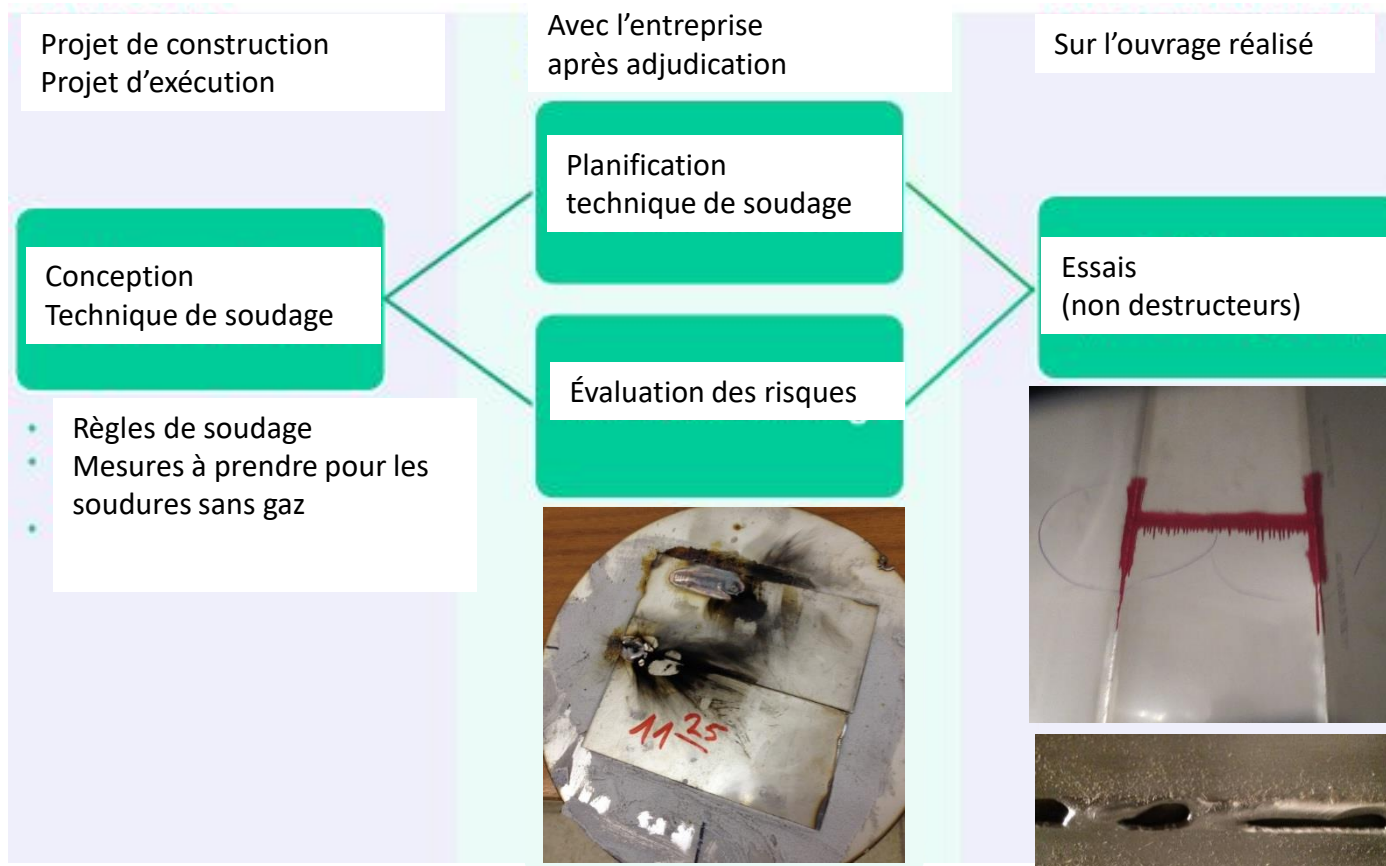 Projet de construction
Projet d'exécution
Avec l'entreprise
après adjudication
Sur l'ouvrage réalisé
Conception
Technique de soudage
Planification
technique de soudage
Évaluation des risques
Essais
(non destructeurs)
• Règles de soudage
• Mesures à prendre pour les
soudures sans gaz
•
11 25